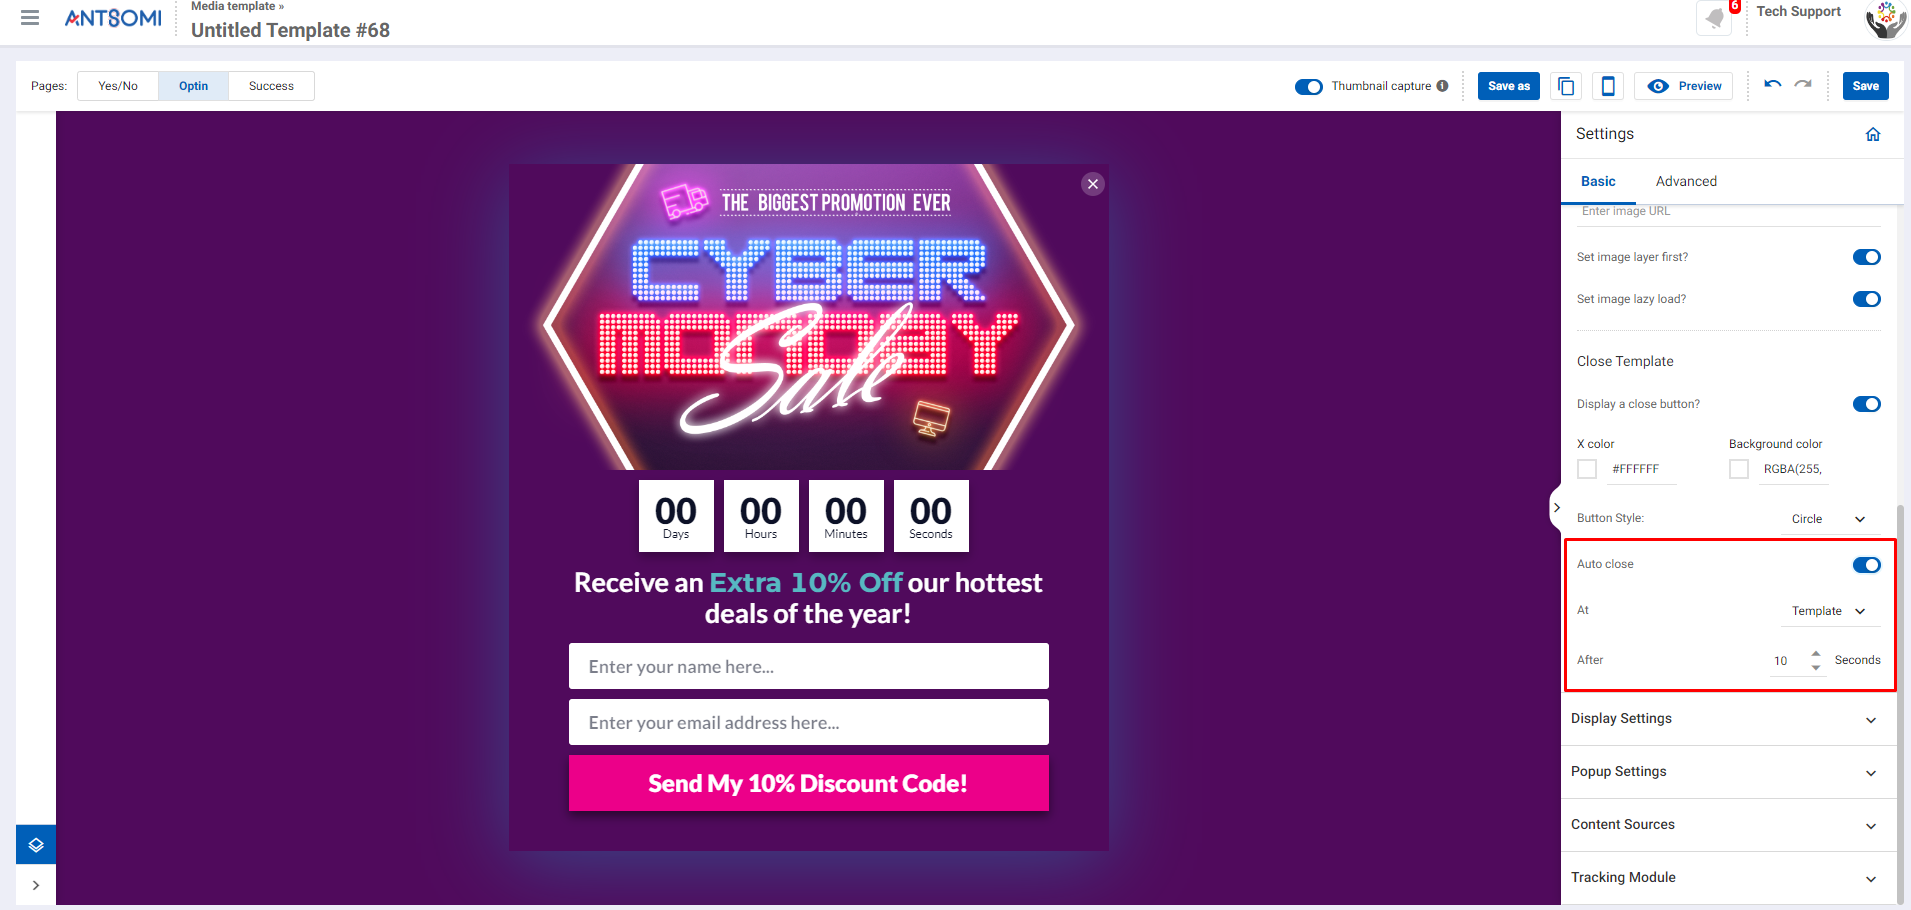 ANTSOMI
Media template »
Untitled Template #68
6
Tech Support
Pages:
Yes/No
Optin
Success
Thumbnail capture
Save as
Preview
Save
THE BIGGEST PROMOTION EVER
CYBER
MONDAY
Sale
00
Days
00
Hours
00
Minutes
00
Seconds
Receive an Extra 10% Off our hottest
deals of the year!
Enter your name here...
Enter your email address here...
Send My 10% Discount Code!
Settings
Basic
Advanced
Enter image URL
Set image layer first?
Set image lazy load?
Close Template
Display a close button?
X color
Background color
#FFFFFF
RGBA(255,
Button Style:
Circle
Auto close
At
Template
After
10
Seconds
Display Settings
Popup Settings
Content Sources
Tracking Module